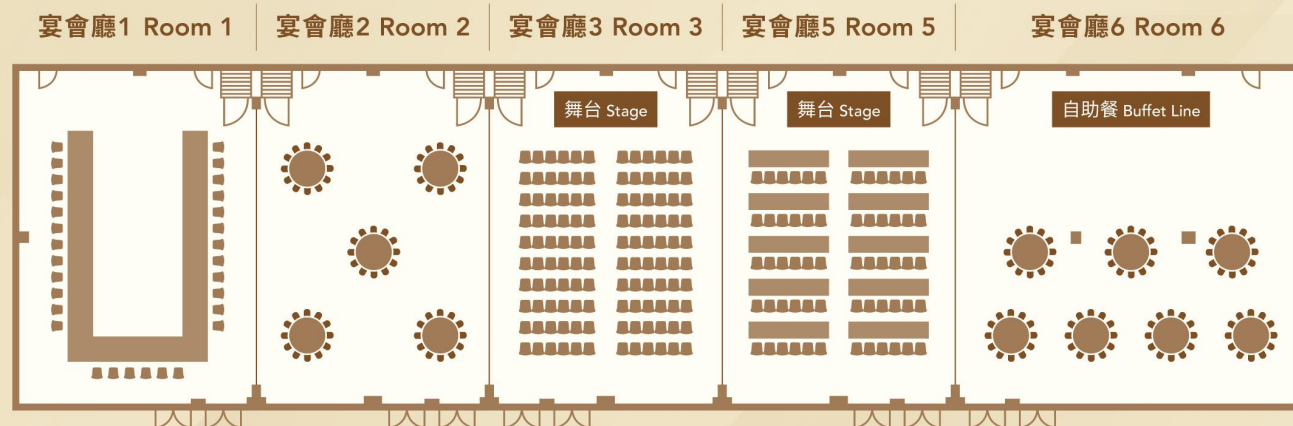 宴會廳1 Room 1
宴會廳2 Room 2
宴會廳3 Room 3
宴會廳5 Room 5
宴會廳6 Room 6
舞台 Stage
舞台 Stage
自助餐 Buffet Line